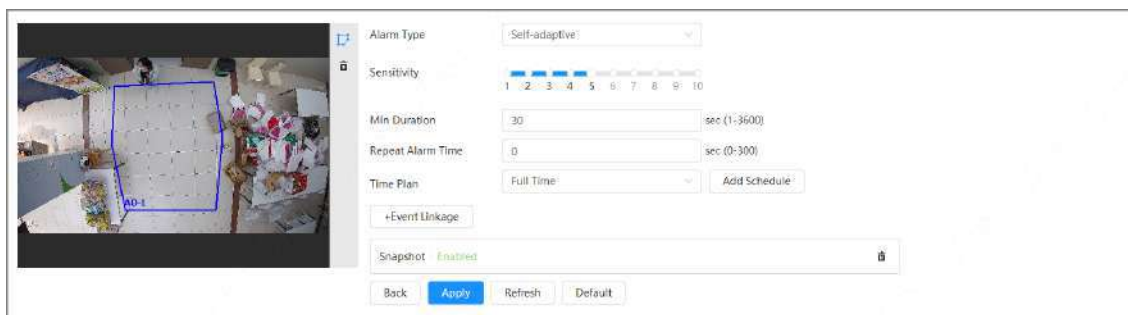 Alarm Type Self-adaptive
Sensitivity
1 2 3 4 5 6 7 8 9 10
Min Duration 30 sec (1-3600)
Repeat Alarm Time 0 sec (0-300)
Time Plan Full Time Add Schedule
AO-1
+Event Linkage
Snapshot Enabled
Back Apply Refresh Default